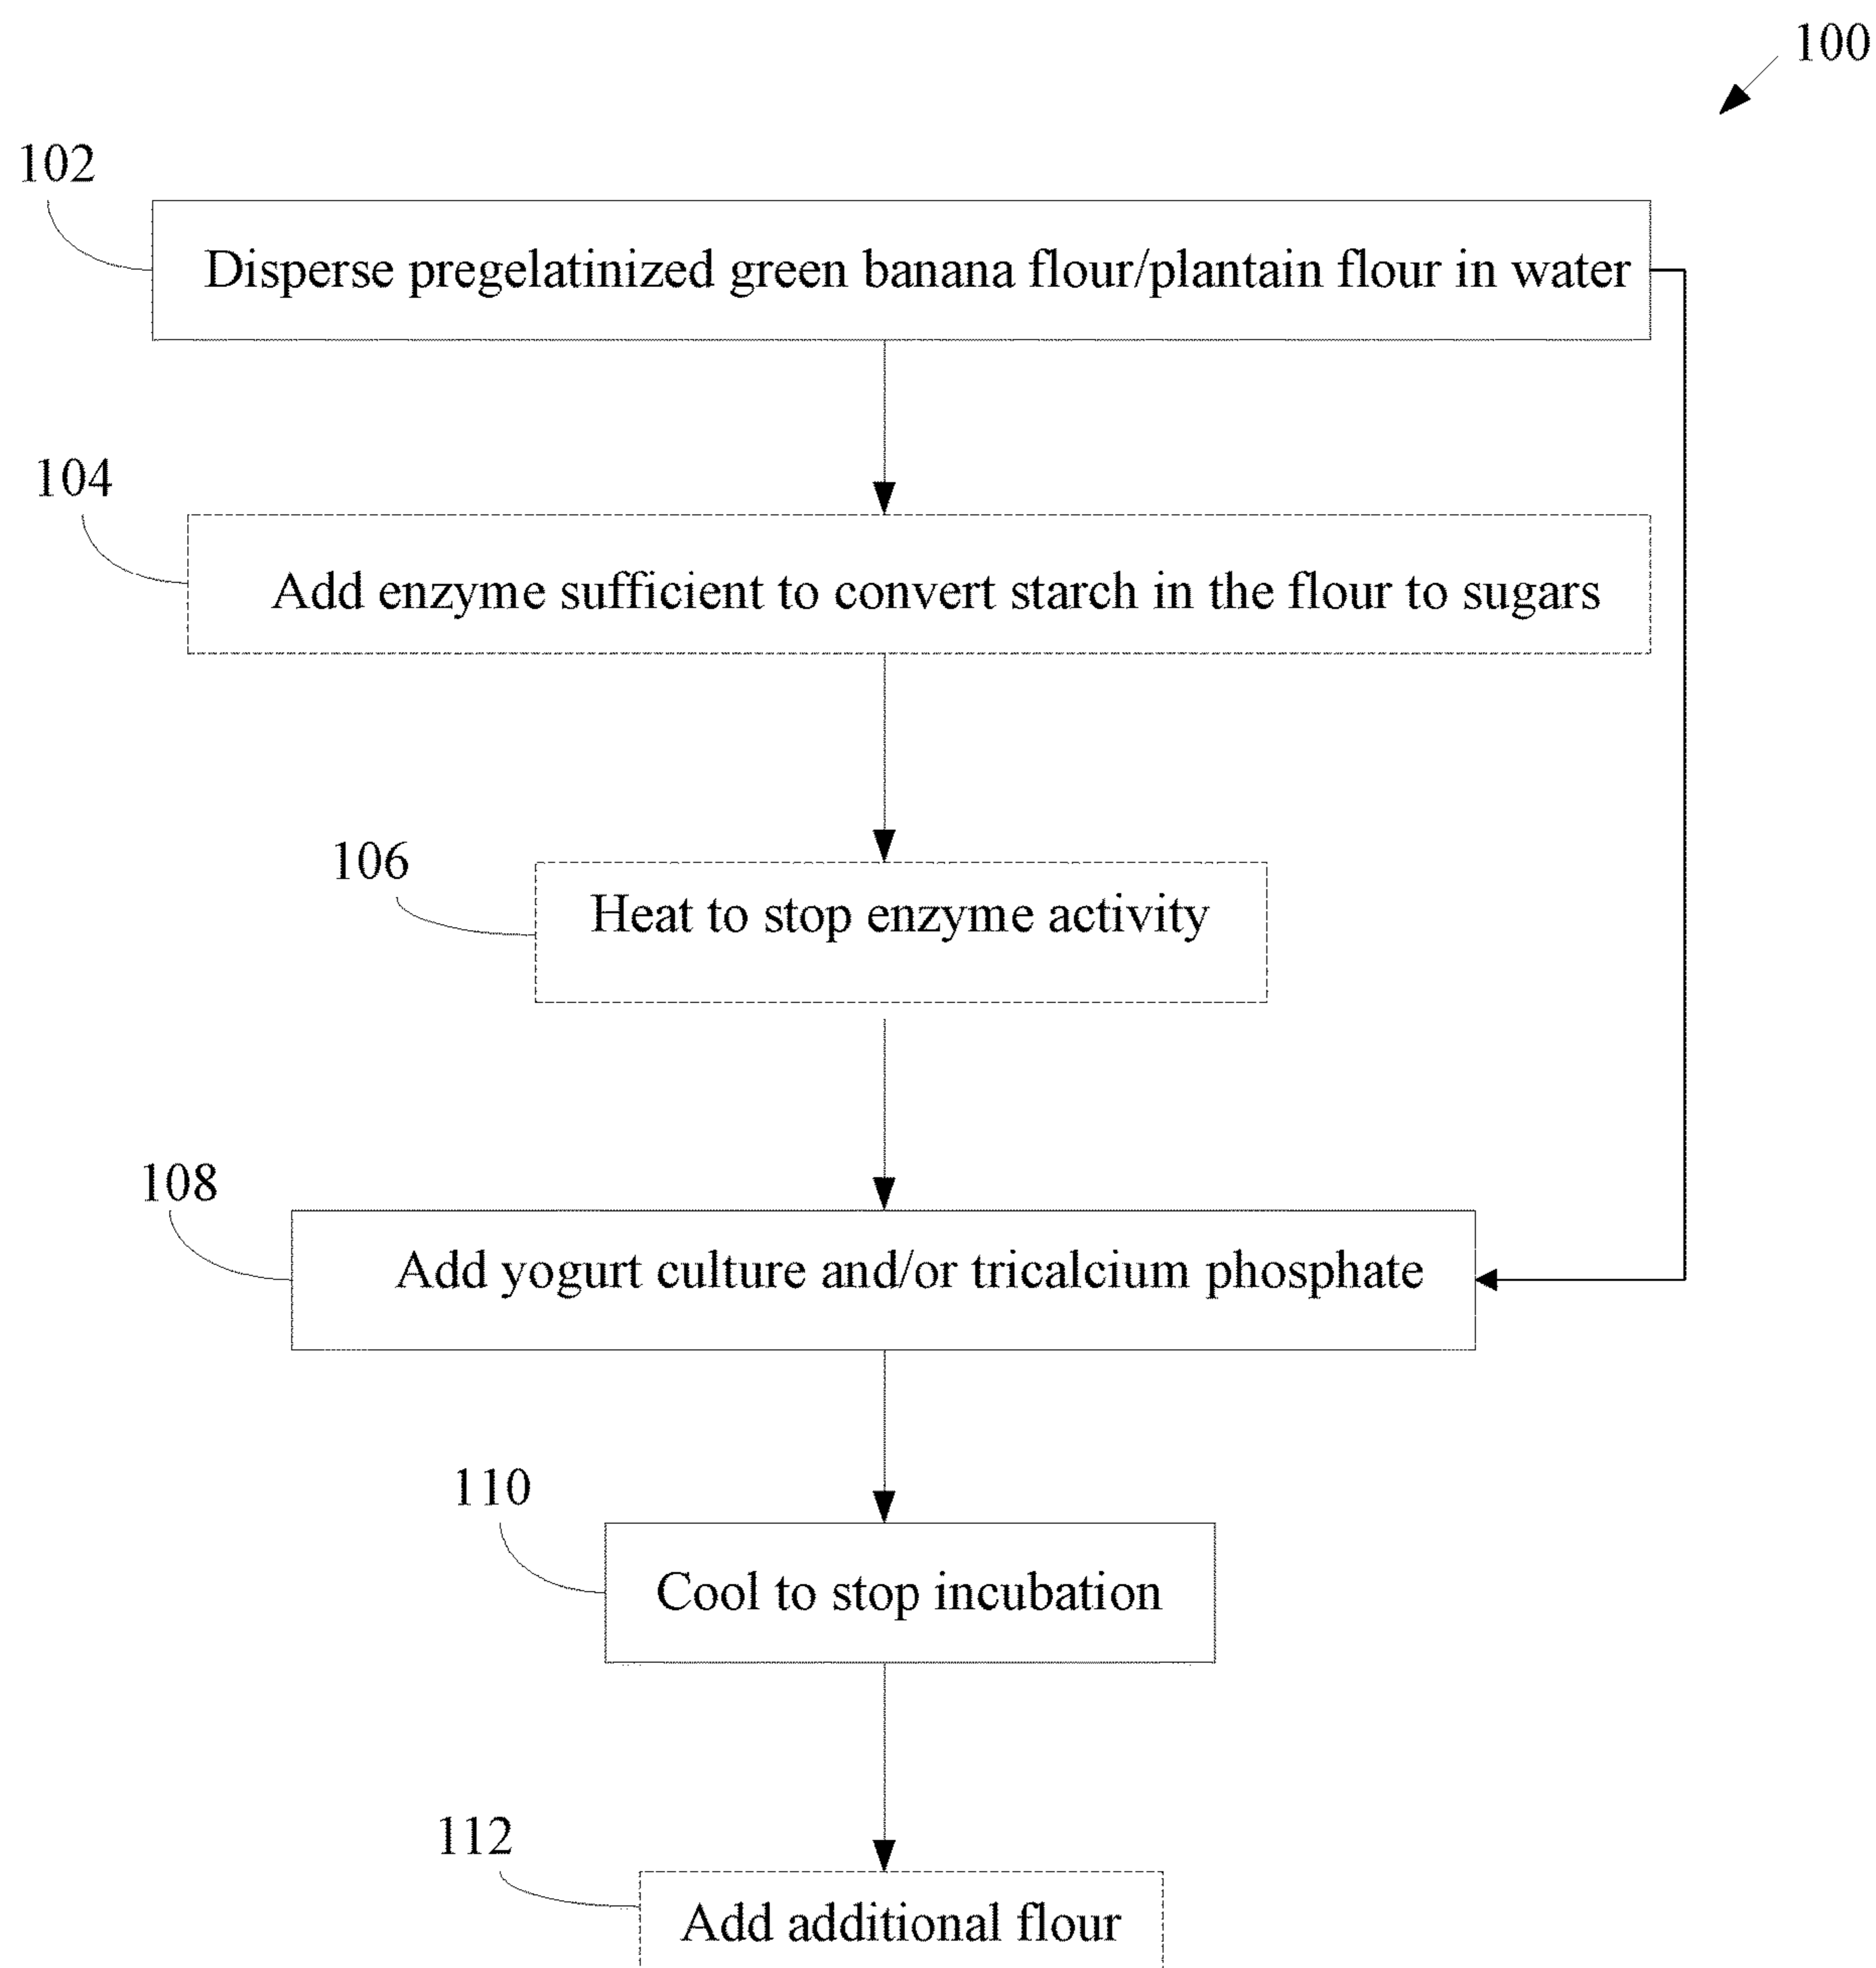 100
102
Disperse pregelatinized green banana flour/plantain flour in water
104
Add enzyme sufficient to convert starch in the flour to sugars
106
Heat to stop enzyme activity
108
Add yogurt culture and/or tricalcium phosphate
110
Cool to stop incubation
112
Add additional flour